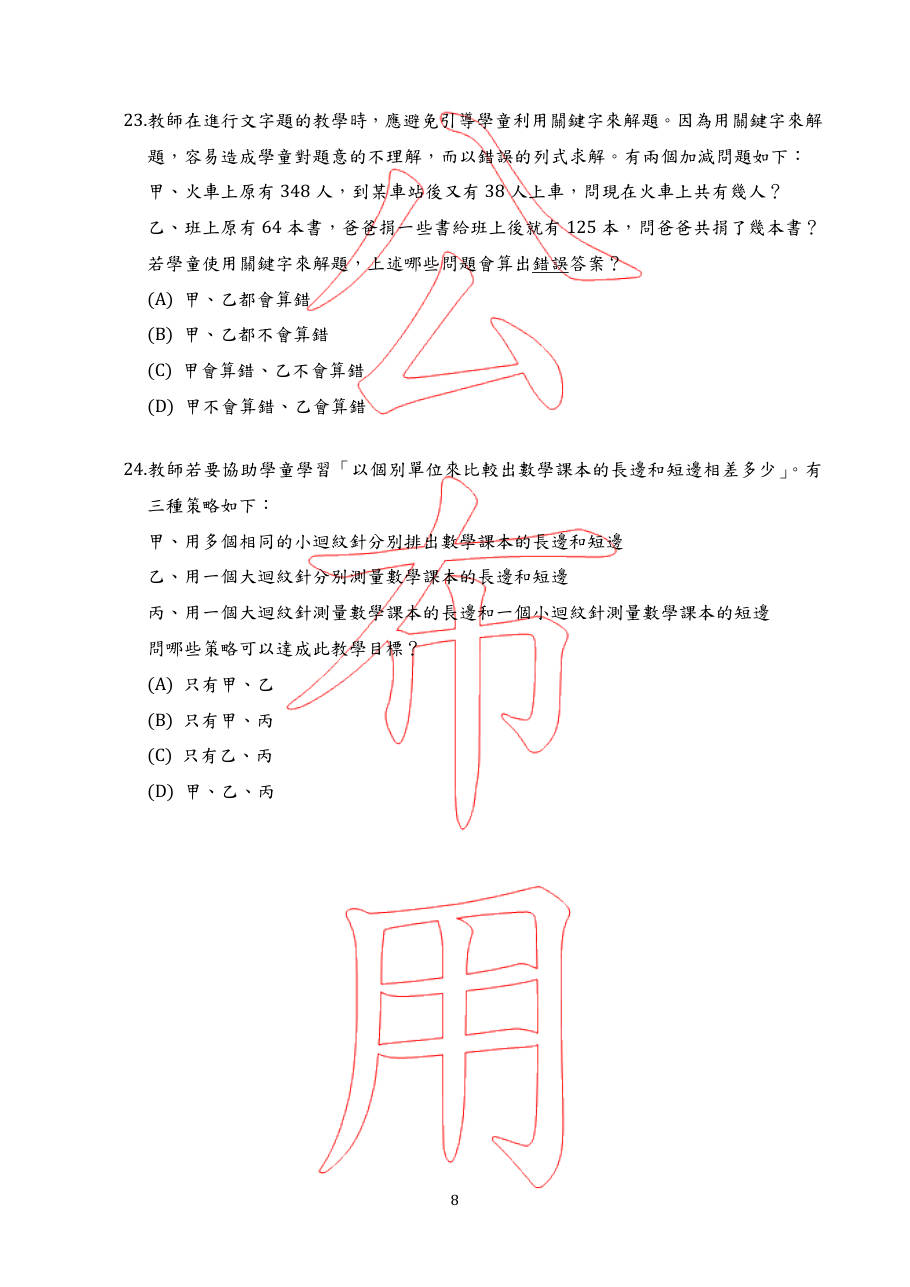 23.教師在進行文字題的教學時，應避免引導學童利用關鍵字來解題。因為用關鍵字來解
題，容易造成學童對題意的不理解，而以錯誤的列式求解。有兩個加減問題如下：
甲、火車上原有 348 人，到某車站後又有 38 人上車，問現在火車上共有幾人？
乙、班上原有 64 本書，爸爸捐一些書給班上後就有 125 本，問爸爸共捐了幾本書？
若學童使用關鍵字來解題，上述哪些問題會算出錯誤答案？
(A) 甲、乙都會算錯
(B) 甲、乙都不會算錯
(C) 甲會算錯、乙不會算錯
(D) 甲不會算錯、乙會算錯
24.教師若要協助學童學習「以個別單位來比較出數學課本的長邊和短邊相差多少」。有
三種策略如下：
甲、用多個相同的小迴紋針分別排出數學課本的長邊和短邊
乙、用一個大迴紋針分別測量數學課本的長邊和短邊
丙、用一個大迴紋針測量數學課本的長邊和一個小迴紋針測量數學課本的短邊
問哪些策略可以達成此教學目標？
(A) 只有甲、乙
(B) 只有甲、丙
(C) 只有乙、丙
(D) 甲、乙、丙
公
布
用
8